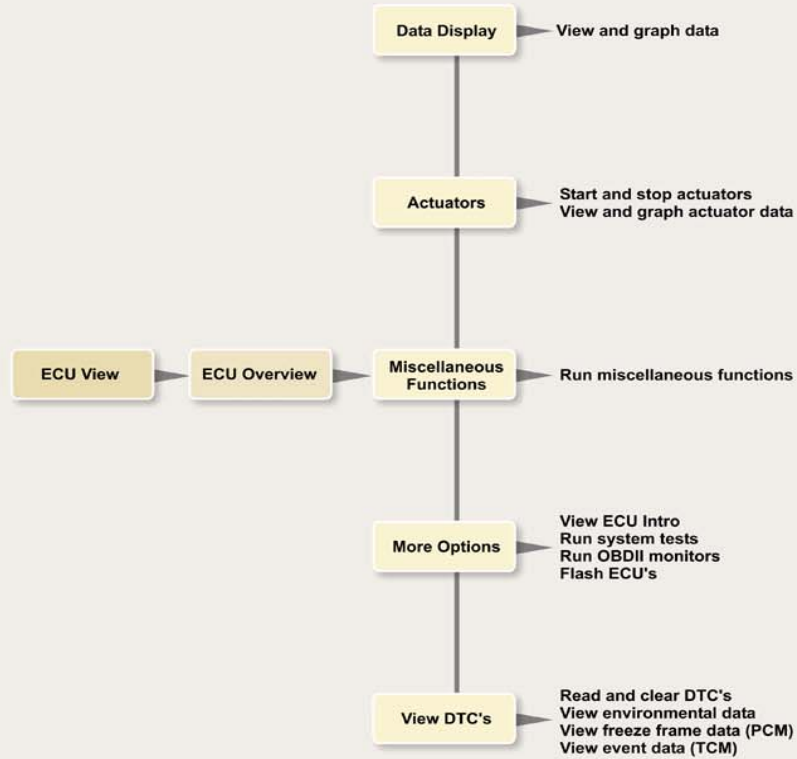 Data Display
View and graph data
Actuators
Start and stop actuators
View and graph actuator data
ECU View
ECU Overview
Miscellaneous
Functions
Run miscellaneous functions
More Options
View ECU Intro
Run system tests
Run OBDII monitors
Flash ECU's
View DTC's
Read and clear DTC's
View environmental data
View freeze frame data (PCM)
View event data (TCM)